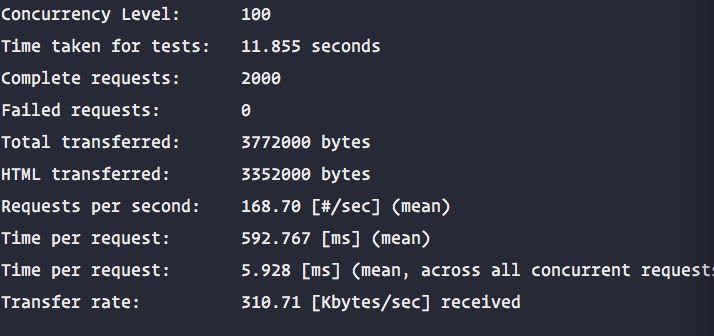 Concurrency Level: 100
Time taken for tests: 11.855 seconds
Complete requests: 2000
Failed requests: 0
Total transferred: 3772000 bytes
HTML transferred: 3352000 bytes
Requests per second: 168.70 [#/sec] (mean)
Time per request: 592.767 [ms] (mean)
Time per request: 5.928 [ms] (mean, across all concurrent requests
Transfer rate: 310.71 [Kbytes/sec] received